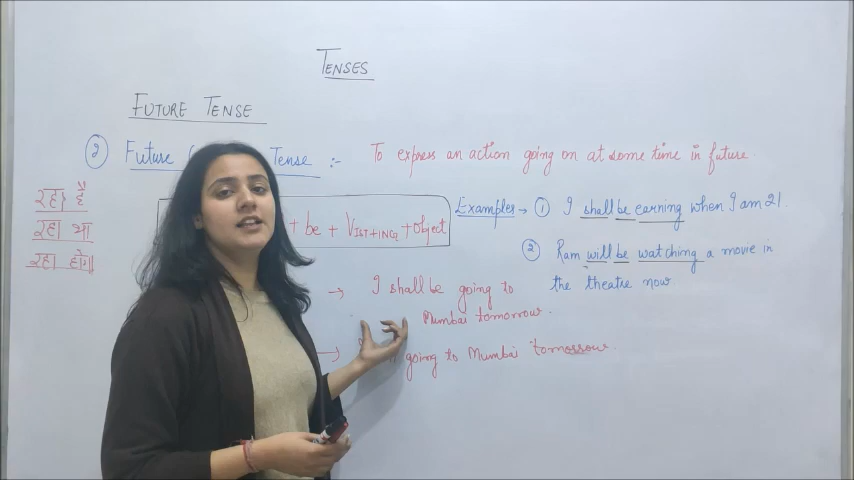 TENSES
FUTURE TENSE
② Future Tense :- To express an action going on at some time in future
रहा है
रहा था
रहा होगा
+ be + V1ST+ING + Object
Examples → ① I shall be earning when I am 21.
② Ram will be watching a movie in
the theatre now
→ I shall be going to
Mumbai tomorrow.
→ going to Mumbai tomorrow.